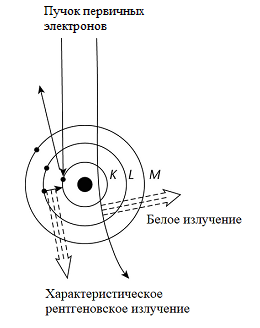 Пучок первичных
электронов
K L M
Белое излучение
Характеристическое
рентгеновское излучение